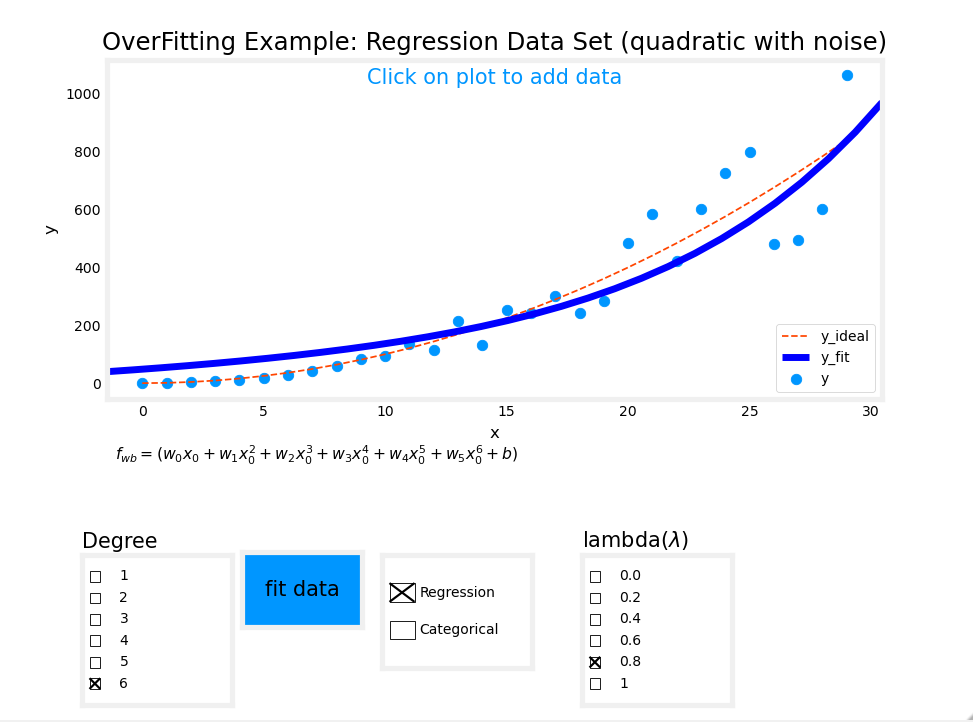 OverFitting Example: Regression Data Set (quadratic with noise)
Click on plot to add data
1000
800
600
400
200
0
y
0 5 10 15 20 25 30
x
y_ideal
y_fit
y
f_{wb} = (w_0x_0 + w_1x_0^2 + w_2x_0^3 + w_3x_0^4 + w_4x_0^5 + w_5x_0^6 + b)
Degree
1
2
3
4
5
6
fit data
Regression
Categorical
lambda(λ)
0.0
0.2
0.4
0.6
0.8
1